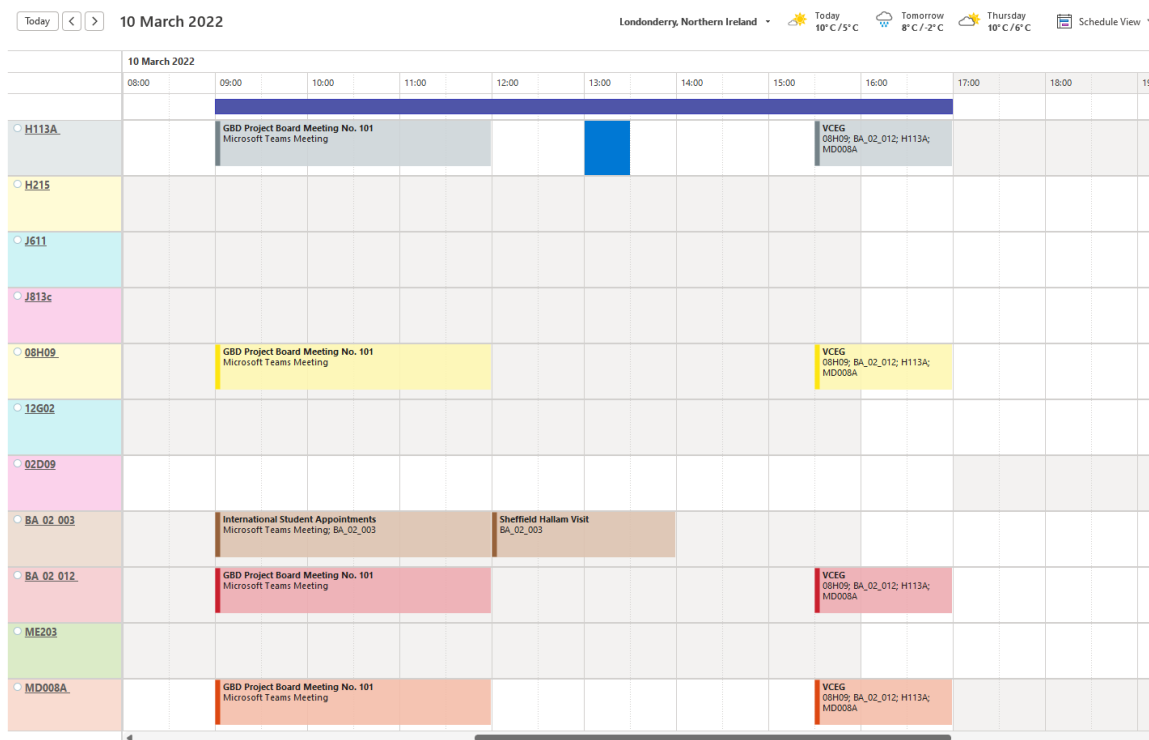 Today < > 10 March 2022 Londonderry, Northern Ireland Today 10° C / 5° C Tomorrow 8° C / -2° C Thursday 10° C / 6° C Schedule View
10 March 2022
08:00 09:00 10:00 11:00 12:00 13:00 14:00 15:00 16:00 17:00 18:00
H113A
GBD Project Board Meeting No. 101
Microsoft Teams Meeting
VCEG
08H09; BA_02_012; H113A;
MD008A
H215
J611
J813c
08H09
GBD Project Board Meeting No. 101
Microsoft Teams Meeting
VCEG
08H09; BA_02_012; H113A;
MD008A
12G02
02D09
BA_02_003
International Student Appointments
Microsoft Teams Meeting; BA_02_003
Sheffield Hallam Visit
BA_02_003
BA_02_012
GBD Project Board Meeting No. 101
Microsoft Teams Meeting
VCEG
08H09; BA_02_012; H113A;
MD008A
ME203
MD008A
GBD Project Board Meeting No. 101
Microsoft Teams Meeting
VCEG
08H09; BA_02_012; H113A;
MD008A